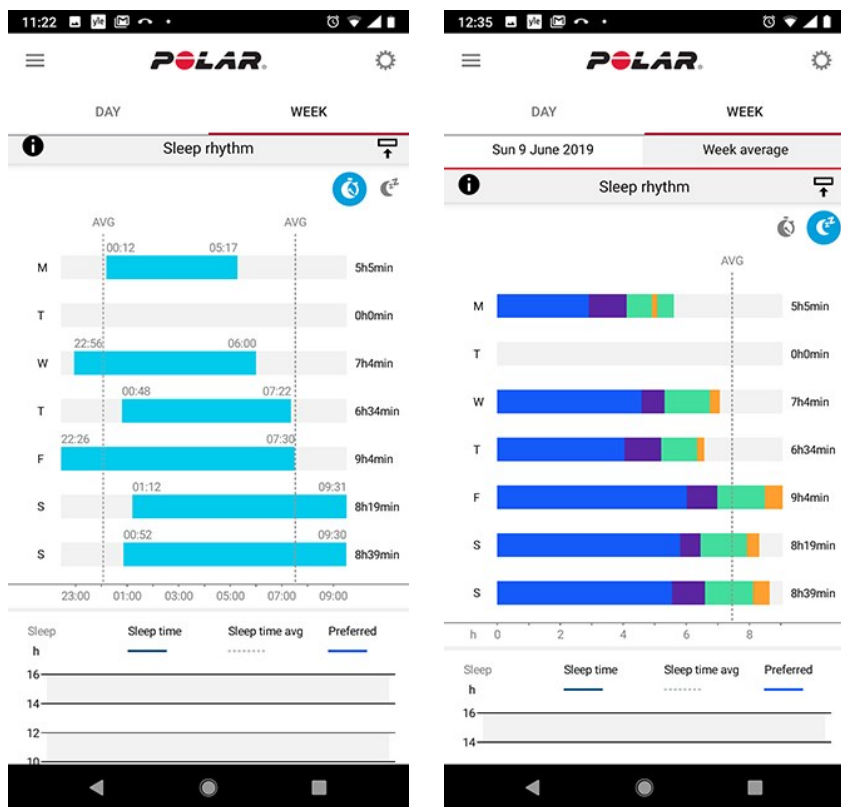 11:22 yle
POLAR.
DAY WEEK
Sleep rhythm
AVG AVG
00:12 05:17
M 5h5min
T 0h0min
22:56 06:00
W 7h4min
00:48 07:22
T 6h34min
22:26 07:30
F 9h4min
01:12 09:31
S 8h19min
00:52 09:30
S 8h39min
23:00 01:00 03:00 05:00 07:00 09:00
Sleep Sleep time Sleep time avg Preferred
h
16
14
12
10
12:35 yle
POLAR.
DAY WEEK
Sun 9 June 2019 Week average
Sleep rhythm
AVG
M 5h5min
T 0h0min
W 7h4min
T 6h34min
F 9h4min
S 8h19min
S 8h39min
h 0 2 4 6 8
Sleep Sleep time Sleep time avg Preferred
h
16
14